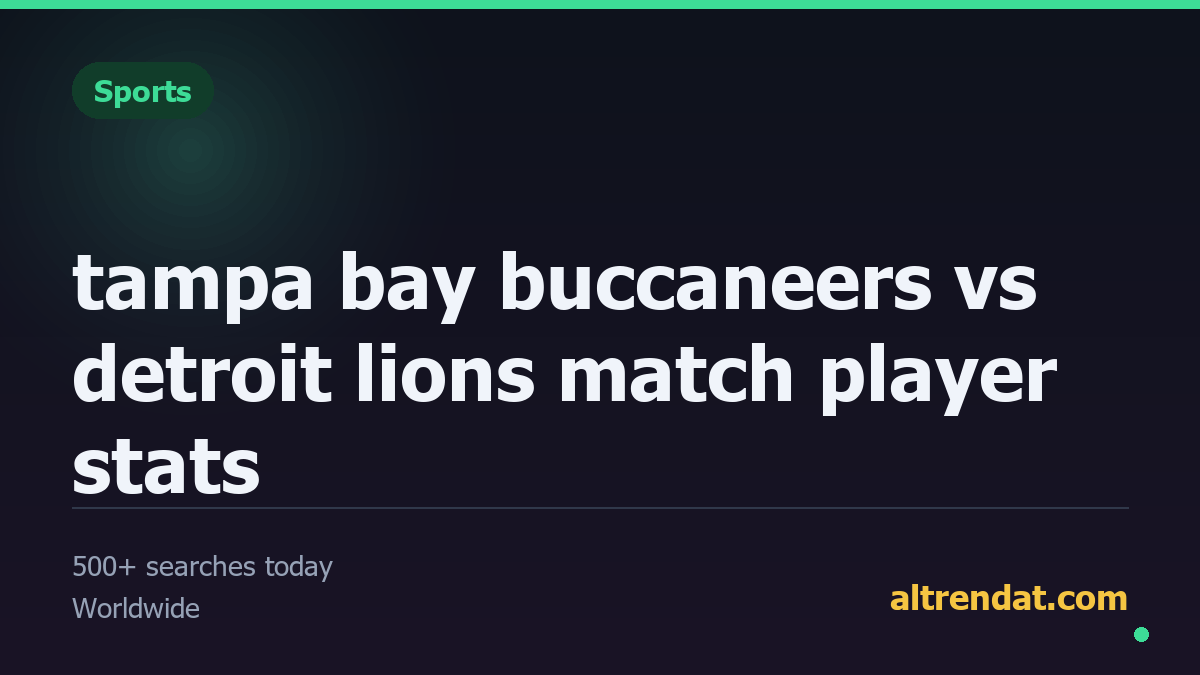 Sports
tampa bay buccaneers vs
detroit lions match player
stats
500+ searches today
Worldwide
altrendat.com